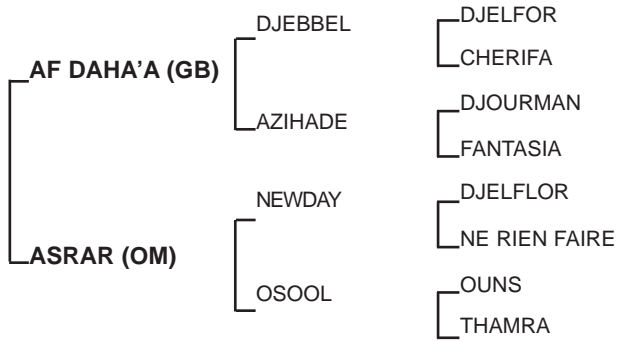 DJEBBEL
DJELFOR
CHERIFA
AF DAHA’A (GB)
AZIHADE
DJOURMAN
FANTASIA
NEWDAY
DJELFLOR
NE RIEN FAIRE
ASRAR (OM)
OSOOL
OUNS
THAMRA